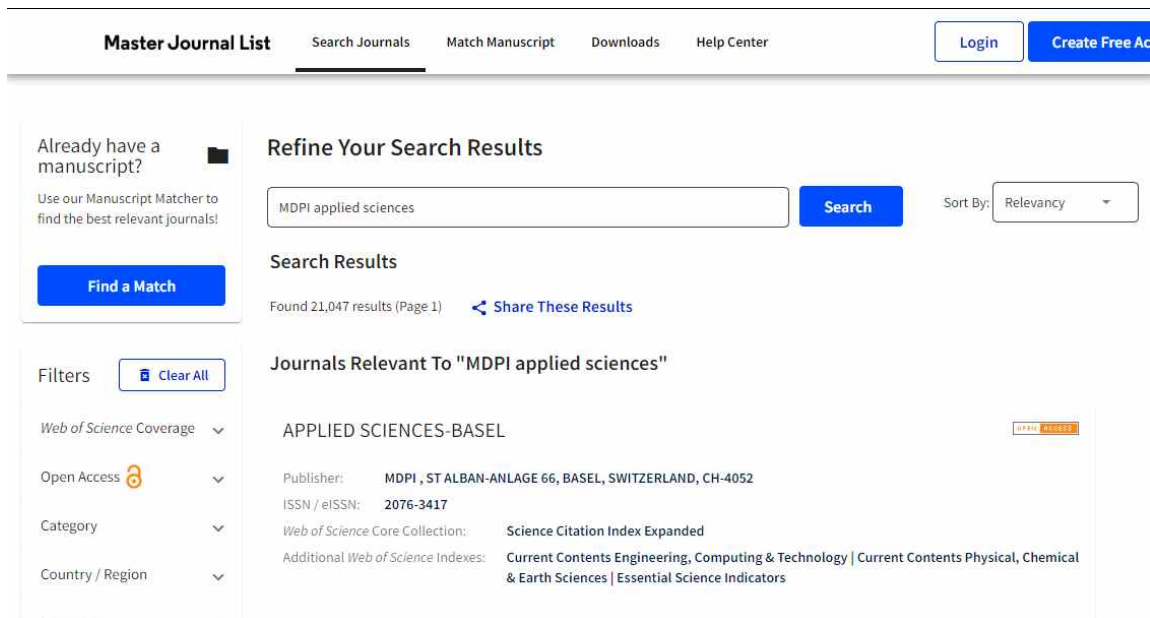 Master Journal List Search Journals Match Manuscript Downloads Help Center Login Create Free Ac
Already have a
manuscript?
Use our Manuscript Matcher to
find the best relevant journals!
Find a Match
Filters Clear All
Web of Science Coverage
Open Access
Category
Country / Region
Refine Your Search Results
MDPI applied sciences Search Sort By: Relevancy
Search Results
Found 21,047 results (Page 1) Share These Results
Journals Relevant To "MDPI applied sciences"
APPLIED SCIENCES-BASEL OPEN ACCESS
Publisher: MDPI , ST ALBAN-ANLAGE 66, BASEL, SWITZERLAND, CH-4052
ISSN / eISSN: 2076-3417
Web of Science Core Collection: Science Citation Index Expanded
Additional Web of Science Indexes: Current Contents Engineering, Computing & Technology | Current Contents Physical, Chemical
& Earth Sciences | Essential Science Indicators